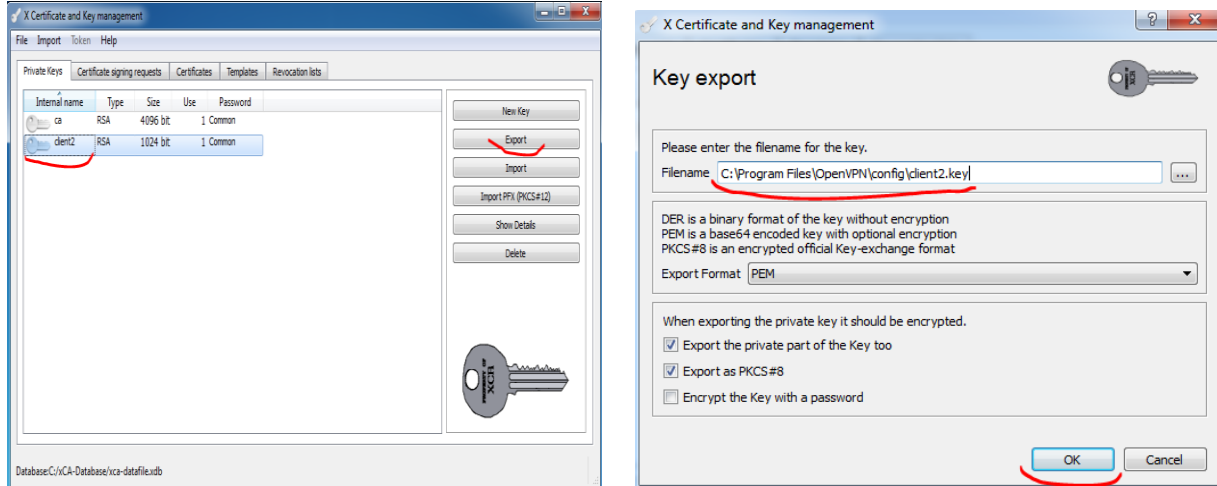 X Certificate and Key management
File Import Token Help
Private Keys Certificate signing requests Certificates Templates Revocation lists
Internal name Type Size Use Password
ca RSA 4096 bit 1 Common
client2 RSA 1024 bit 1 Common
New Key
Export
Import
Import PFX (PKCS#12)
Show Details
Delete
PROPERTY OF
XCA
Database:C:/xCA-Database/xca-datafile.xdb
X Certificate and Key management
Key export
Please enter the filename for the key.
Filename C:\Program Files\OpenVPN\config\client2.key ...
DER is a binary format of the key without encryption
PEM is a base64 encoded key with optional encryption
PKCS#8 is an encrypted official Key-exchange format
Export Format PEM
When exporting the private key it should be encrypted.
Export the private part of the Key too
Export as PKCS#8
Encrypt the Key with a password
OK Cancel